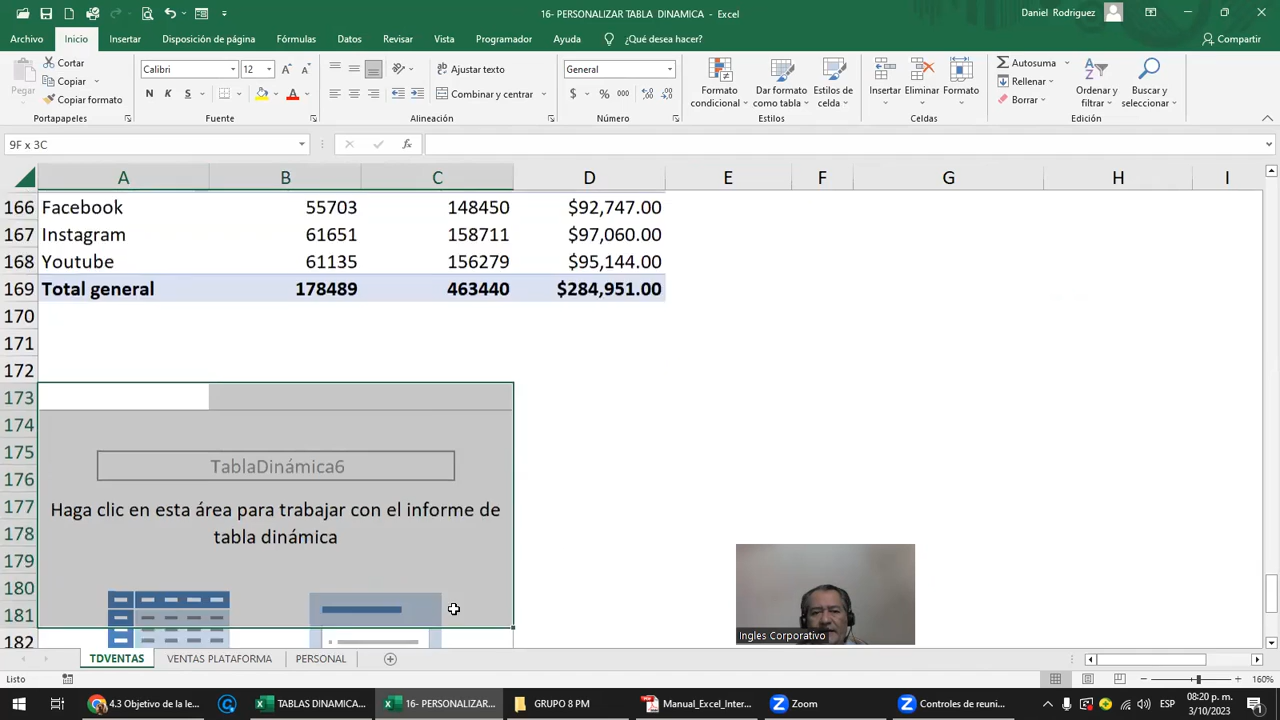 16- PERSONALIZAR TABLA DINAMICA - Excel
Daniel Rodriguez
Archivo Inicio Insertar Disposición de página Fórmulas Datos Revisar Vista Programador Ayuda ¿Qué desea hacer? Compartir
Pegar
Cortar
Copiar
Copiar formato
Portapapeles
Calibri 12
N K S
Fuente
Ajustar texto
Combinar y centrar
Alineación
General
$ % 000
Número
Formato condicional
Dar formato como tabla
Estilos de celda
Estilos
Insertar
Eliminar
Formato
Celdas
Autosuma
Rellenar
Borrar
Ordenar y filtrar
Buscar y seleccionar
Edición
9F x 3C
fx
A B C D E F G H I
166 Facebook 55703 148450 $92,747.00
167 Instagram 61651 158711 $97,060.00
168 Youtube 61135 156279 $95,144.00
169 Total general 178489 463440 $284,951.00
170
171
172
173
174
175
176
177
178
179
180
181
182
TablaDinámica6
Haga clic en esta área para trabajar con el informe de
tabla dinámica
Ingles Corporativo
TDVENTAS VENTAS PLATAFORMA PERSONAL
Listo
160%
4.3 Objetivo de la le...
TABLAS DINAMICA...
16- PERSONALIZAR...
GRUPO 8 PM
Manual_Excel_Inter...
Zoom
Controles de reuni...
ESP
08:20 p. m.
3/10/2023